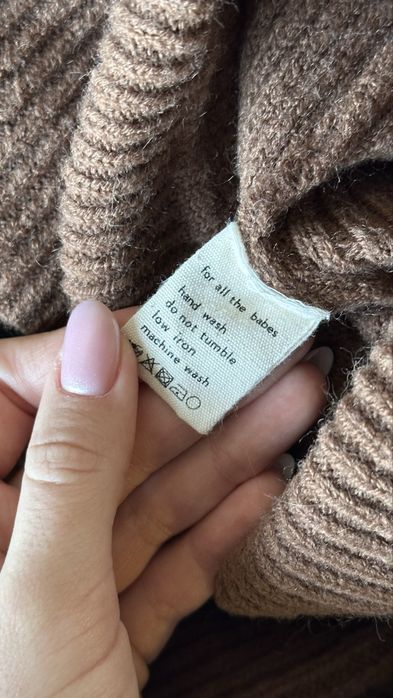 for all the babes
hand wash
do not tumble
low iron
machine wash